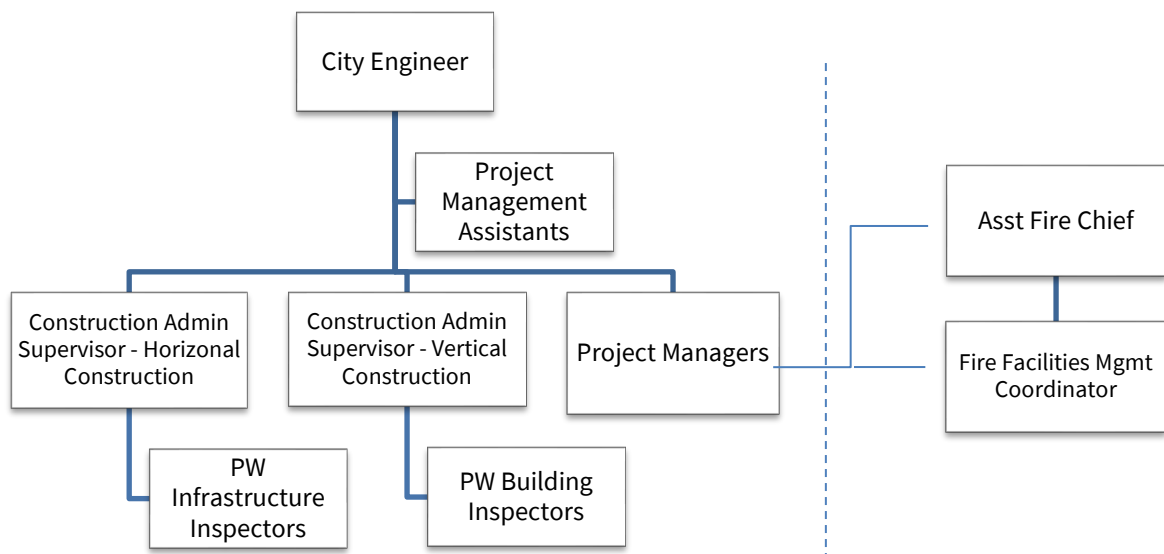 City Engineer
Project
Management
Assistants
Asst Fire Chief
Construction Admin
Supervisor - Horizonal
Construction
Construction Admin
Supervisor - Vertical
Construction
Project Managers
Fire Facilities Mgmt
Coordinator
PW
Infrastructure
Inspectors
PW Building
Inspectors